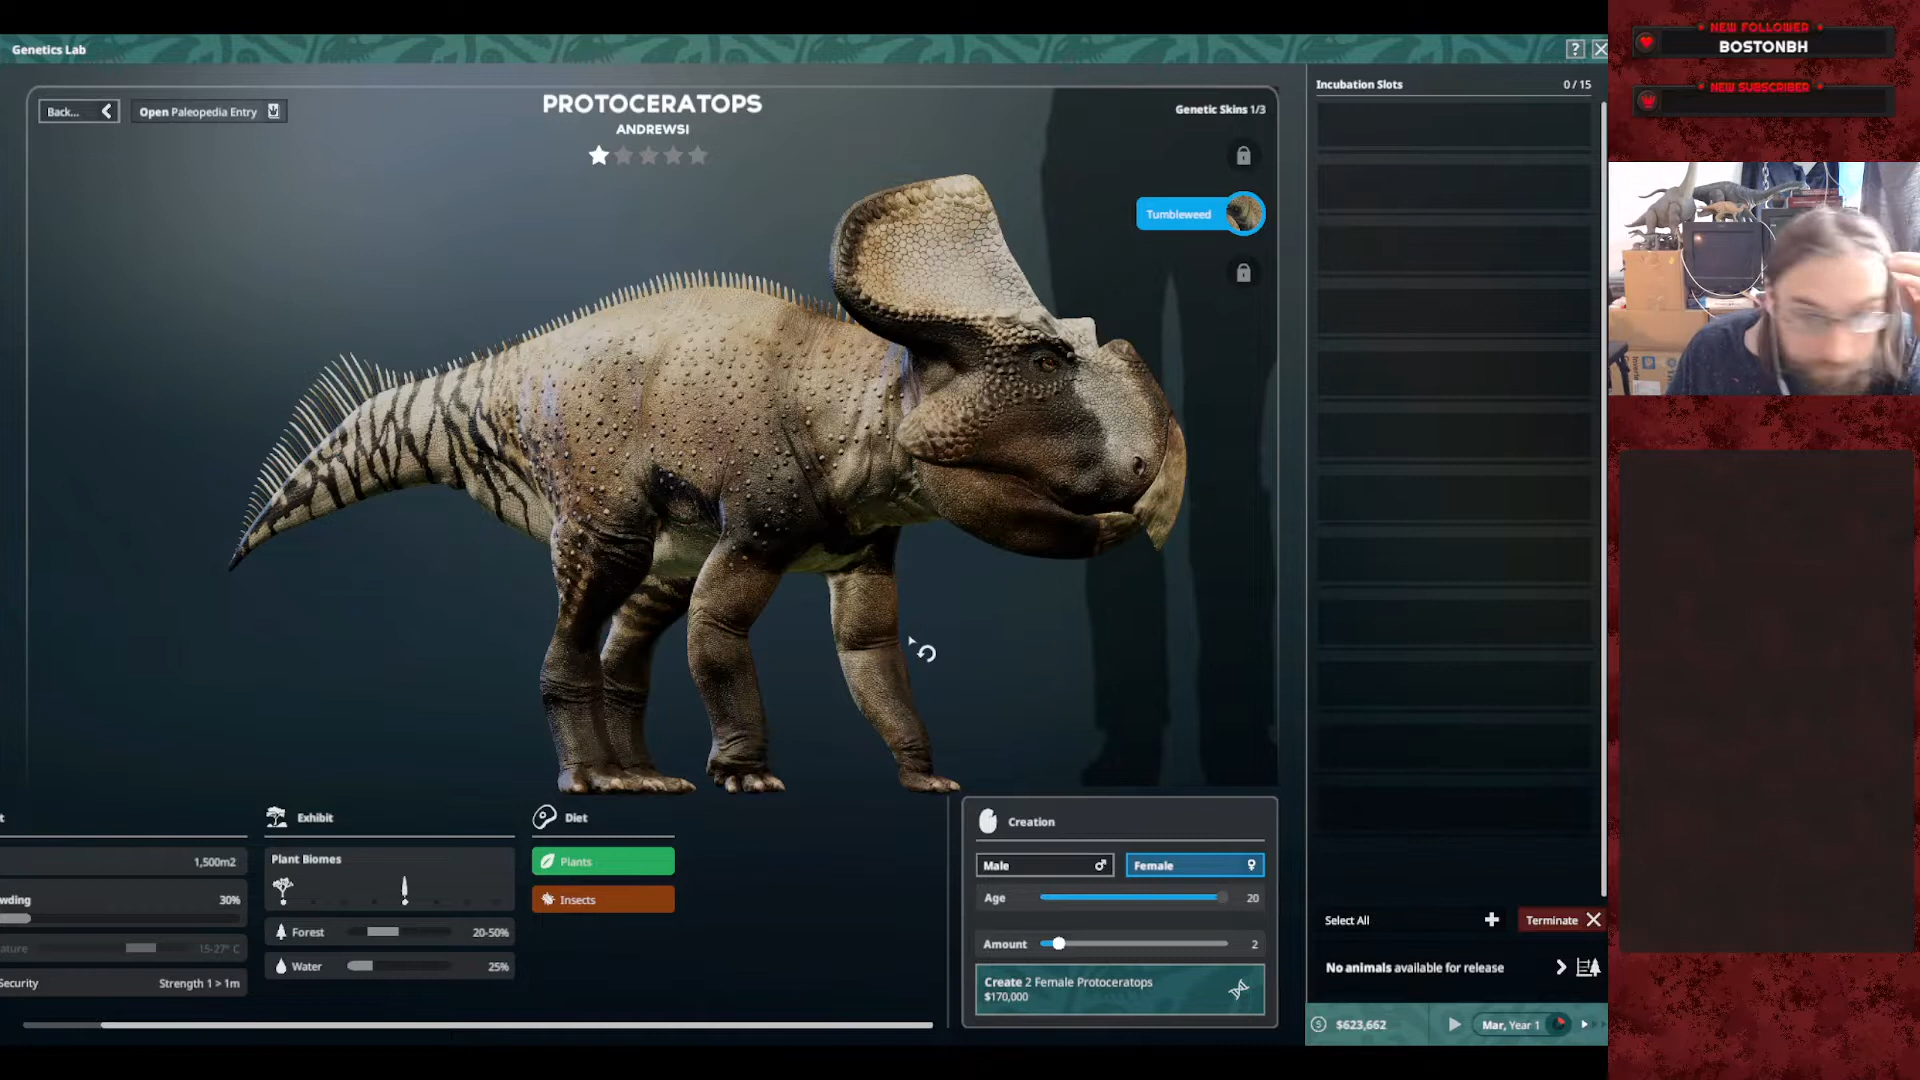 Genetics Lab
?
Back...
Open Paleopedia Entry
PROTOCERATOPS
ANDREWSI
Genetic Skins 1/3
Tumbleweed
Incubation Slots 0 / 15
NEW FOLLOWER
BOSTONBH
NEW SUBSCRIBER
t
1,500m2
wding 30%
ature 15-27° C
Security Strength 1 > 1m
Exhibit
Plant Biomes
Forest 20-50%
Water 25%
Diet
Plants
Insects
Creation
Male
Female
Age 20
Amount 2
Create 2 Female Protoceratops
$170,000
Select All
Terminate
No animals available for release
$623,662
Mar, Year 1